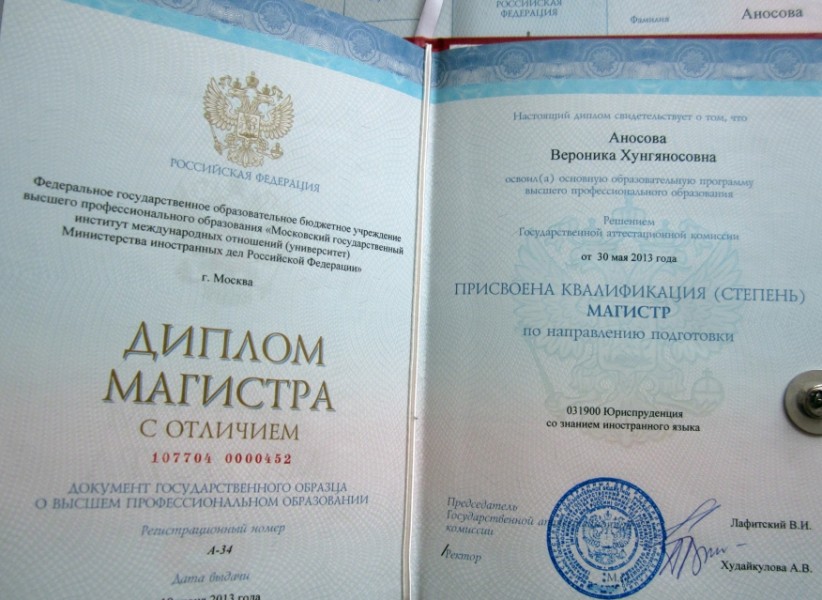 РОССИЙСКАЯ
ФЕДЕРАЦИЯ
Фамилия
Аносова
РОССИЙСКАЯ ФЕДЕРАЦИЯ
Федеральное государственное образовательное бюджетное учреждение
высшего профессионального образования «Московский государственный
институт международных отношений (университет)
Министерства иностранных дел Российской Федерации»
г. Москва
ДИПЛОМ
МАГИСТРА
С ОТЛИЧИЕМ
107704 0000452
ДОКУМЕНТ ГОСУДАРСТВЕННОГО ОБРАЗЦА
О ВЫСШЕМ ПРОФЕССИОНАЛЬНОМ ОБРАЗОВАНИИ
Регистрационный номер
А-34
Дата выдачи
2013 года
Настоящий диплом свидетельствует о том, что
Аносова
Вероника Хунгяносовна
освоил(а) основную образовательную программу
высшего профессионального образования
Решением
Государственной аттестационной комиссии
от 30 мая 2013 года
ПРИСВОЕНА КВАЛИФИКАЦИЯ (СТЕПЕНЬ)
МАГИСТР
по направлению подготовки
031900 Юриспруденция
со знанием иностранного языка
Председатель
Государственной ат
комиссии
Лафитский В.И.
Ректор
М.П.
Худайкулова А.В.